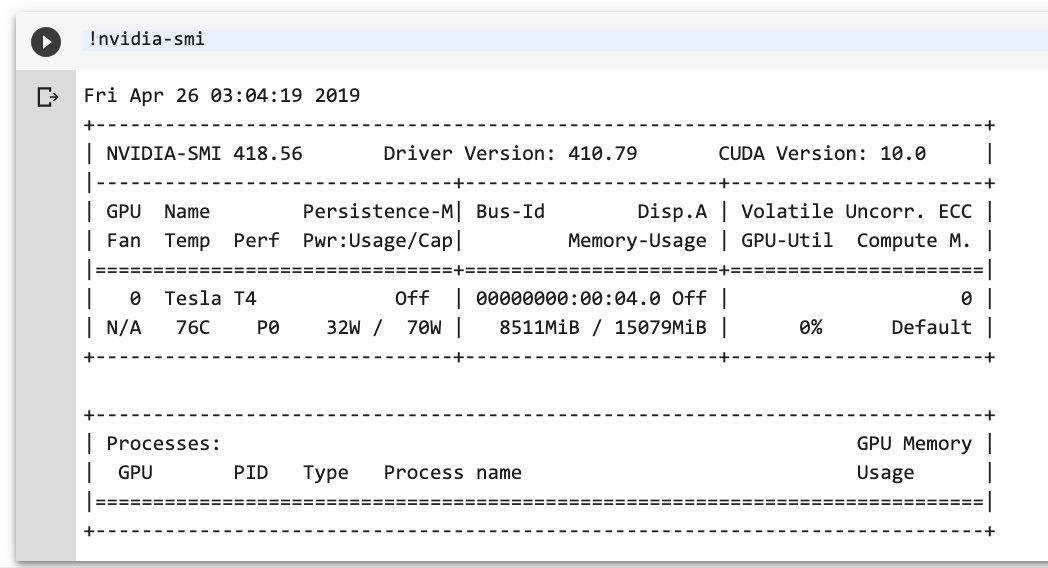 !nvidia-smi
Fri Apr 26 03:04:19 2019
+-----------------------------------------------------------------------------+
| NVIDIA-SMI 418.56       Driver Version: 410.79       CUDA Version: 10.0     |
|-------------------------------+----------------------+----------------------+
| GPU  Name        Persistence-M| Bus-Id        Disp.A | Volatile Uncorr. ECC |
| Fan  Temp  Perf  Pwr:Usage/Cap|         Memory-Usage | GPU-Util  Compute M. |
|===============================+======================+======================|
|   0  Tesla T4            Off  | 00000000:00:04.0 Off |                    0 |
| N/A   76C    P0    32W /  70W |   8511MiB / 15079MiB |      0%      Default |
+-------------------------------+----------------------+----------------------+
+-----------------------------------------------------------------------------+
| Processes:                                                       GPU Memory |
|  GPU       PID   Type   Process name                             Usage      |
|=============================================================================|
+-----------------------------------------------------------------------------+